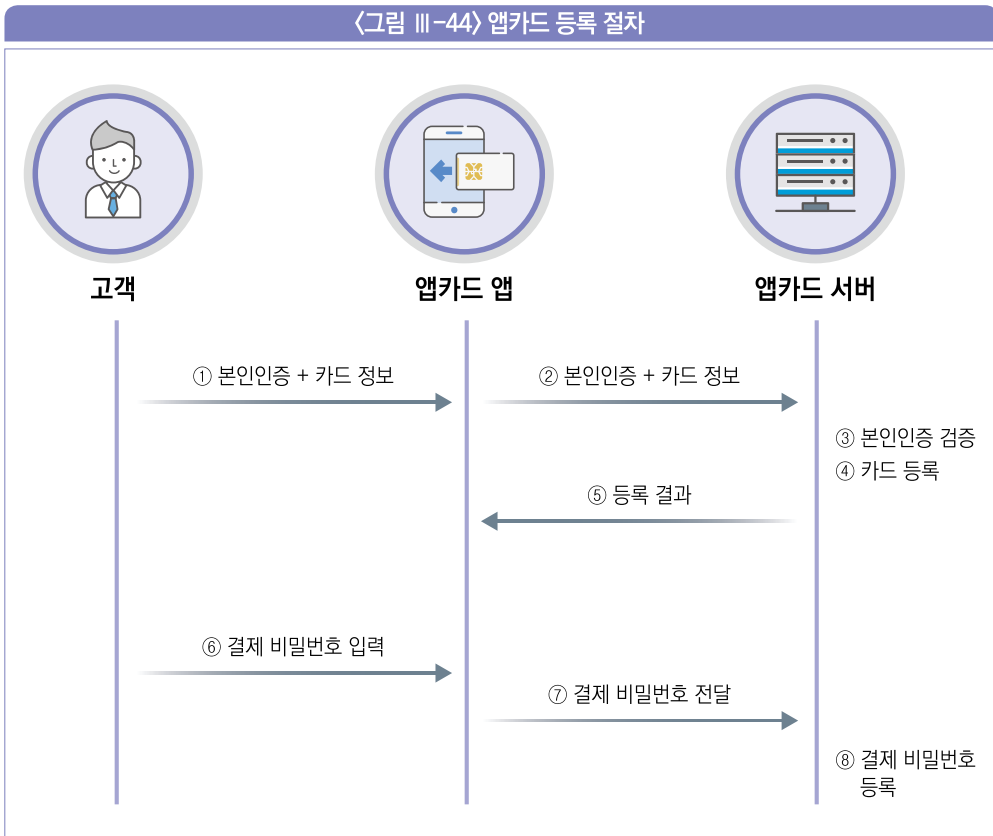 〈그림 Ⅲ-44〉 앱카드 등록 절차
고객
앱카드 앱
앱카드 서버
① 본인인증 + 카드 정보
② 본인인증 + 카드 정보
③ 본인인증 검증
④ 카드 등록
⑤ 등록 결과
⑥ 결제 비밀번호 입력
⑦ 결제 비밀번호 전달
⑧ 결제 비밀번호
등록